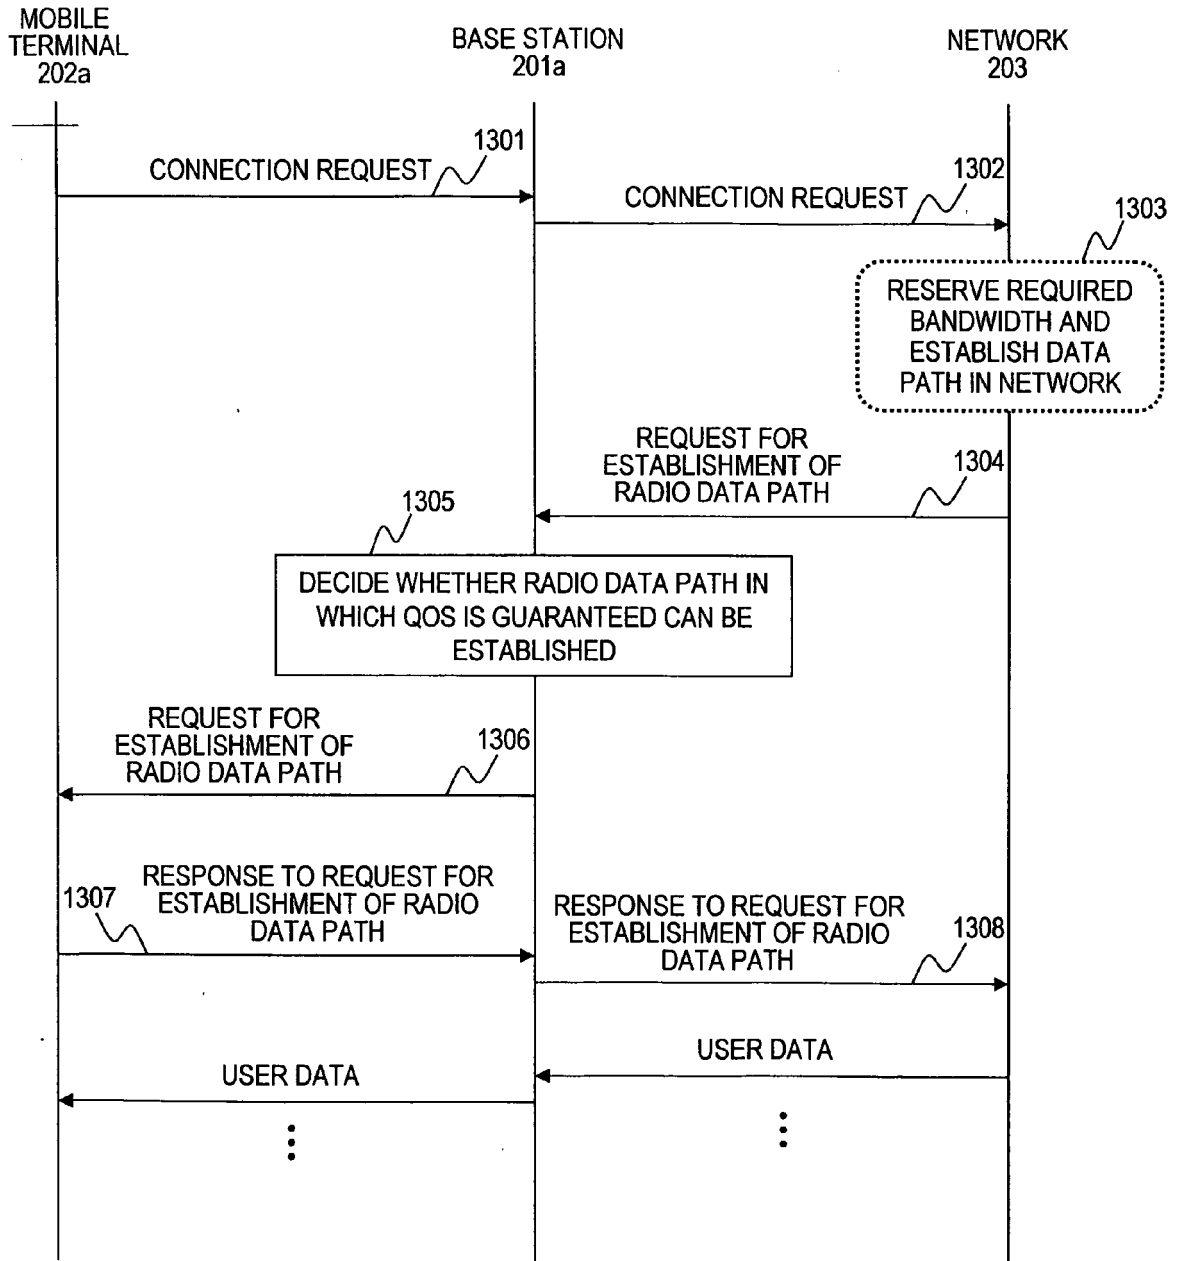 MOBILE
TERMINAL
202a
BASE STATION
201a
NETWORK
203
1301
CONNECTION REQUEST
1302
CONNECTION REQUEST
1303
RESERVE REQUIRED
BANDWIDTH AND
ESTABLISH DATA
PATH IN NETWORK
REQUEST FOR
ESTABLISHMENT OF
RADIO DATA PATH
1304
1305
DECIDE WHETHER RADIO DATA PATH IN
WHICH QOS IS GUARANTEED CAN BE
ESTABLISHED
REQUEST FOR
ESTABLISHMENT OF
RADIO DATA PATH
1306
1307
RESPONSE TO REQUEST FOR
ESTABLISHMENT OF RADIO
DATA PATH
RESPONSE TO REQUEST FOR
ESTABLISHMENT OF RADIO
DATA PATH
1308
USER DATA
USER DATA